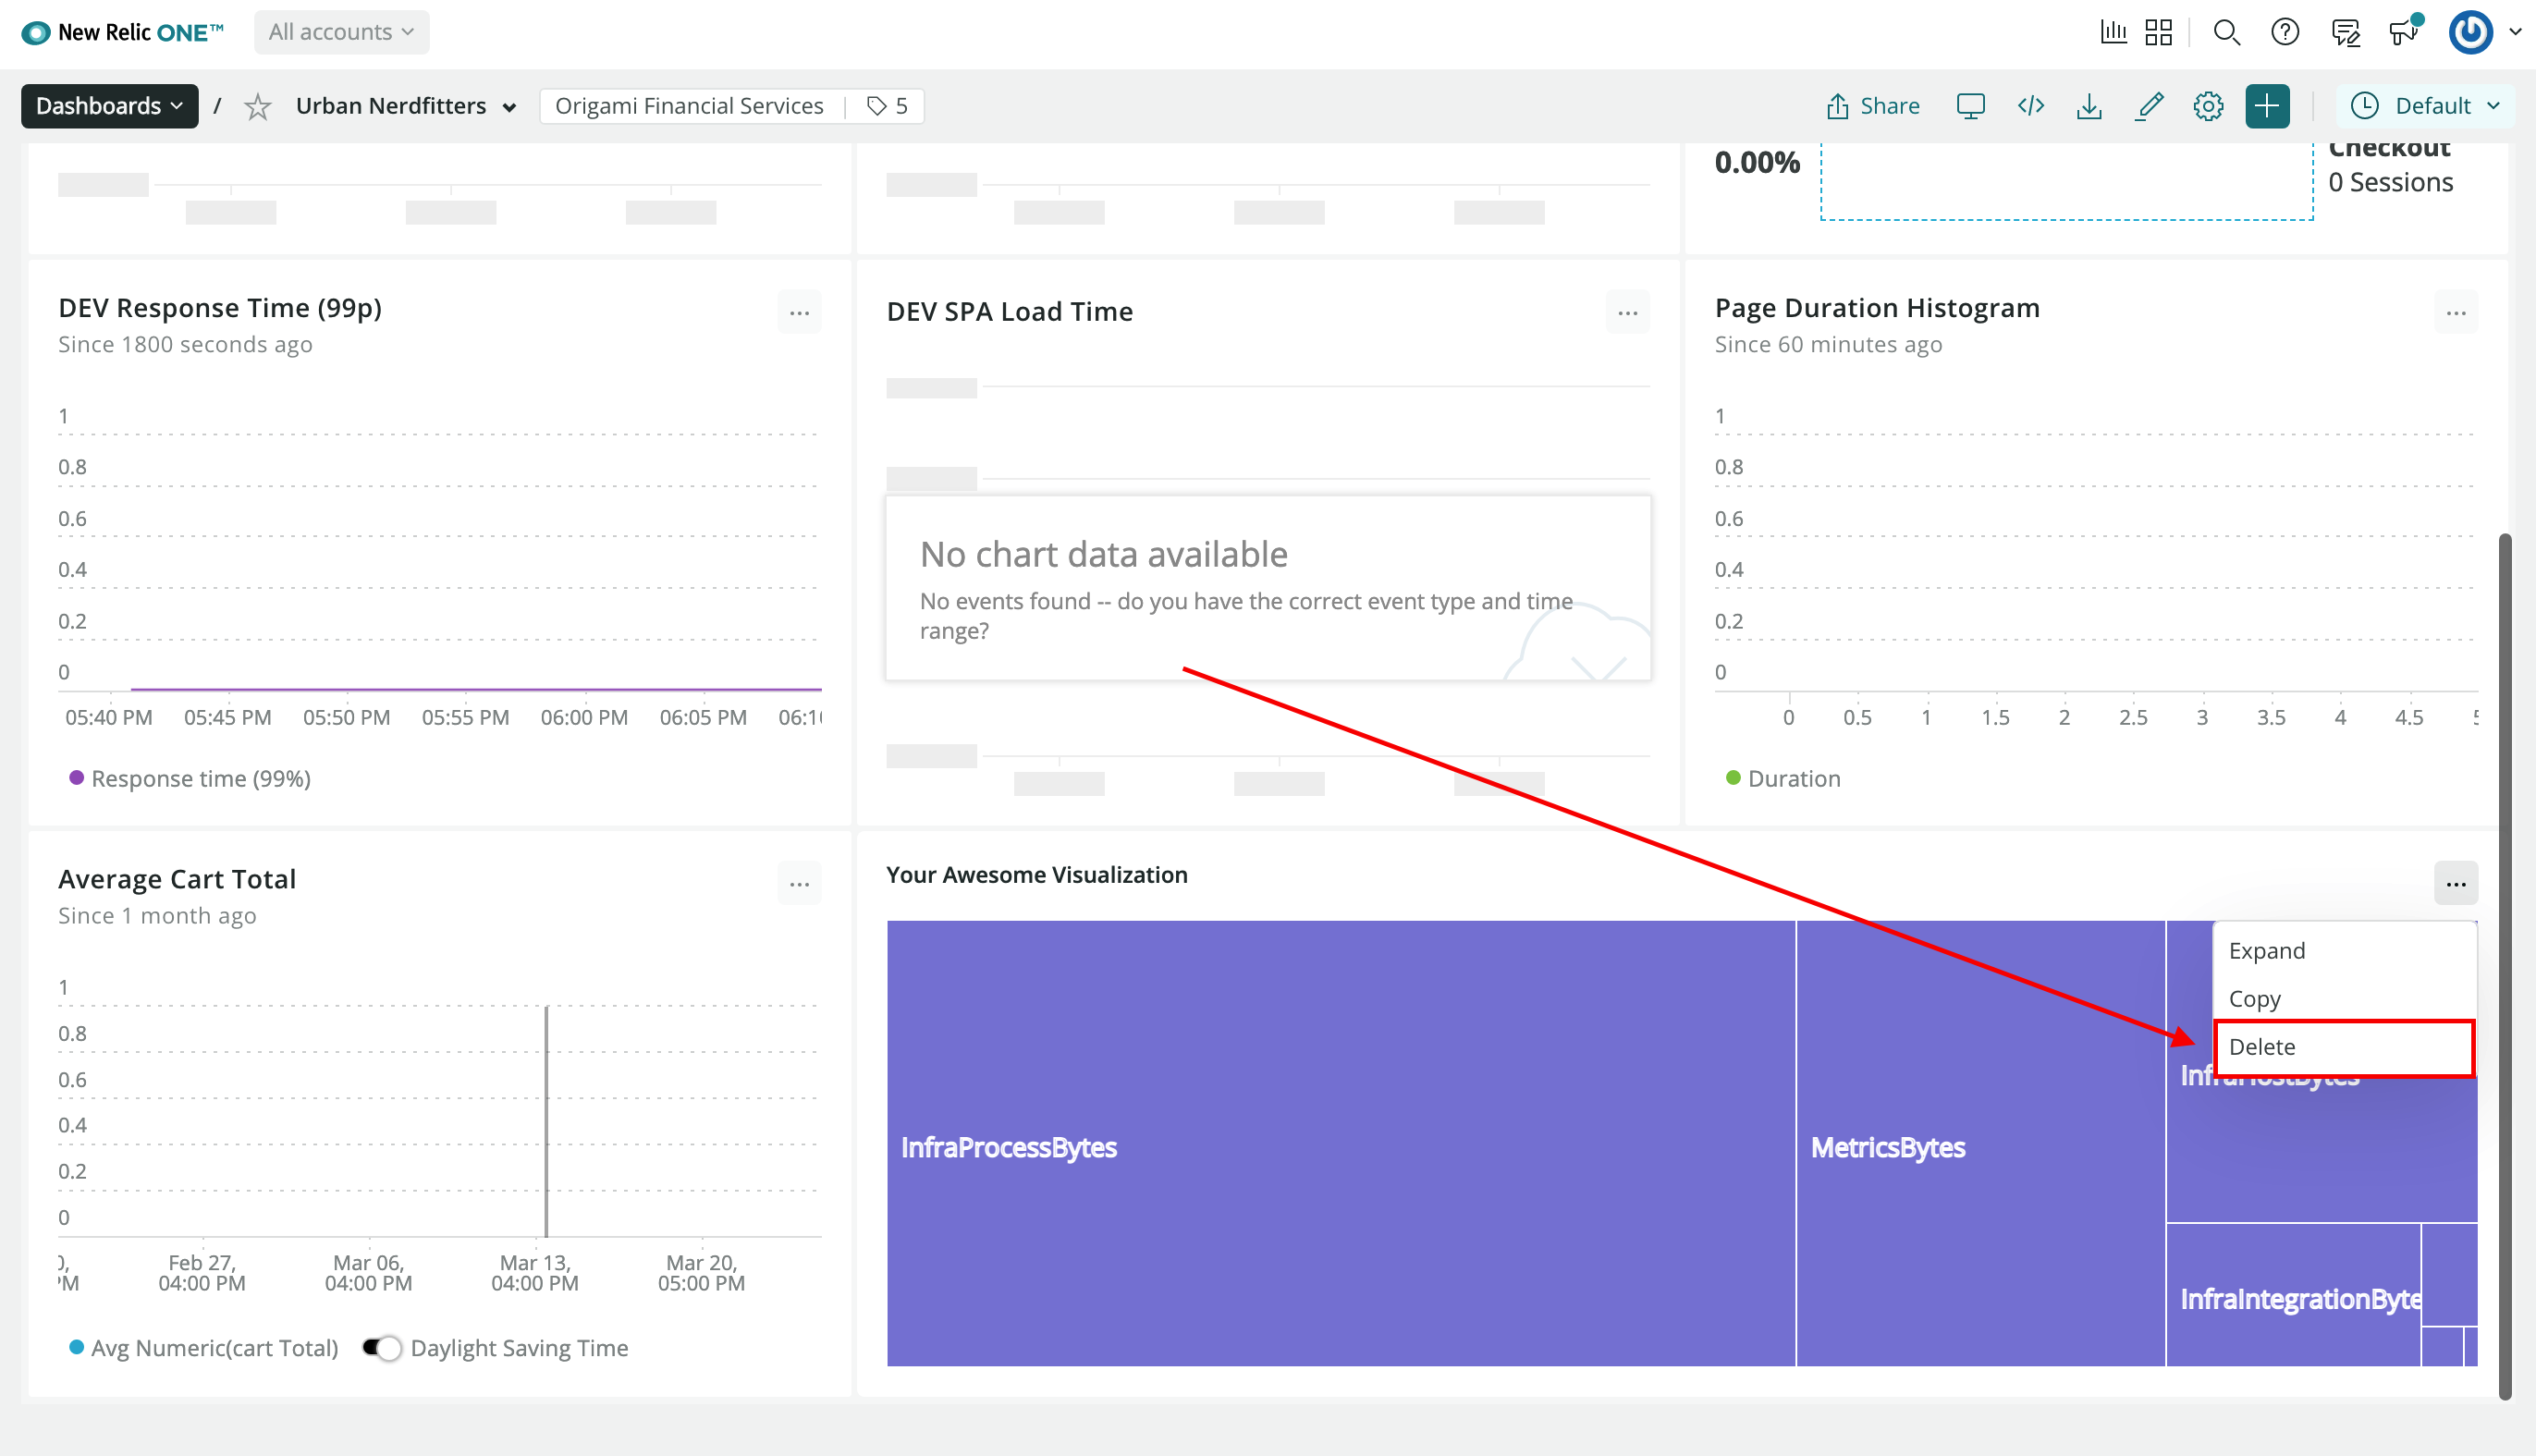 New Relic ONE™
All accounts
Dashboards / Urban Nerdfitters Origami Financial Services 5
Share Default
0.00%
Checkout
0 Sessions
DEV Response Time (99p)
Since 1800 seconds ago
1
0.8
0.6
0.4
0.2
0
05:40 PM 05:45 PM 05:50 PM 05:55 PM 06:00 PM 06:05 PM 06:10
Response time (99%)
DEV SPA Load Time
No chart data available
No events found -- do you have the correct event type and time
range?
Page Duration Histogram
Since 60 minutes ago
1
0.8
0.6
0.4
0.2
0
0 0.5 1 1.5 2 2.5 3 3.5 4 4.5 5
Duration
Average Cart Total
Since 1 month ago
1
0.8
0.6
0.4
0.2
0
0, Feb 27, Mar 06, Mar 13, Mar 20,
PM 04:00 PM 04:00 PM 04:00 PM 05:00 PM
Avg Numeric(cart Total) Daylight Saving Time
Your Awesome Visualization
Expand
Copy
Delete
InfraHostBytes
InfraProcessBytes
MetricsBytes
InfraIntegrationByte